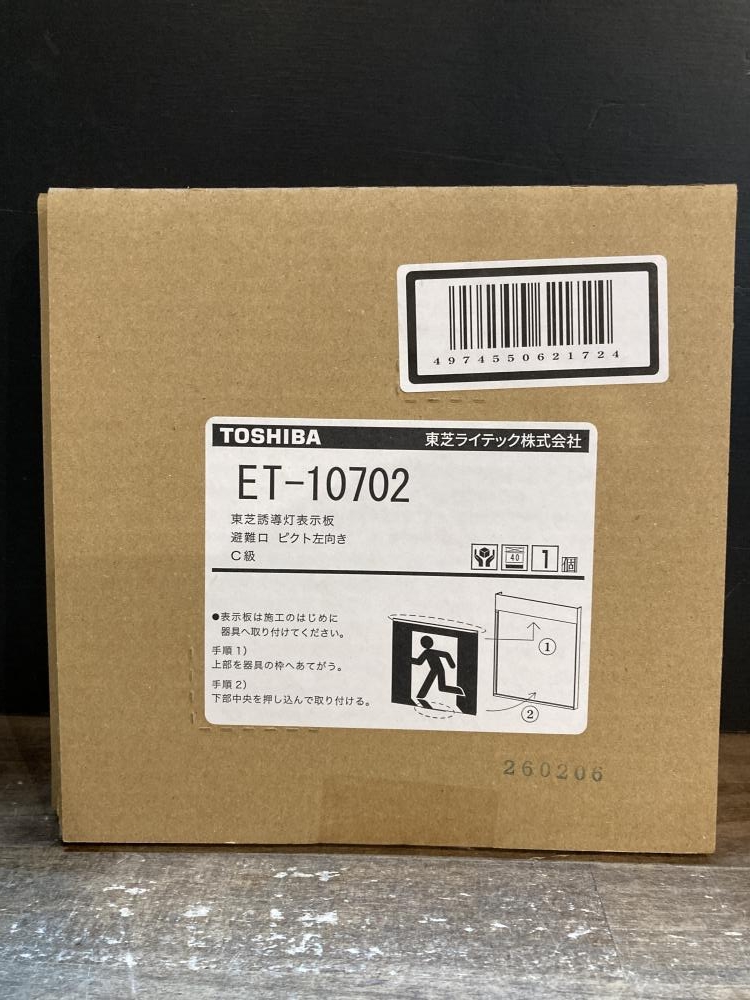 4974550621724
TOSHIBA 東芝ライテック株式会社
ET-10702
東芝誘導灯表示板
避難口 ピクト左向き
C級
40 1個
●表示板は施工のはじめに
器具へ取り付けてください。
手順1)
上部を器具の枠へあてがう。
手順2)
下部中央を押し込んで取り付ける。
①
②
260206